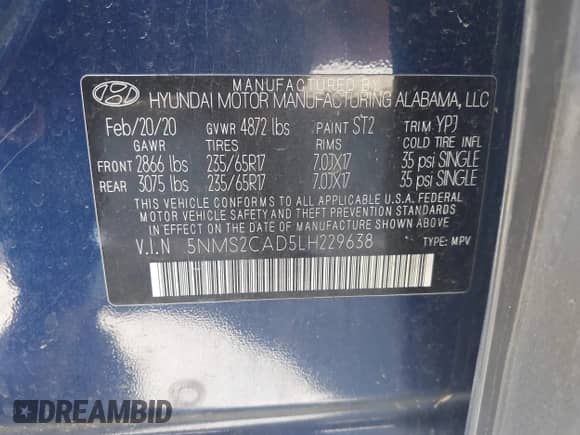 MANUFACTURED BY
HYUNDAI MOTOR MANUFACTURING ALABAMA, LLC
Feb/20/20 GVWR 4872 lbs PAINT ST2 TRIM YPJ
GAWR TIRES RIMS COLD TIRE INFL
FRONT 2866 lbs 235/65R17 7.0JX17 35 psi SINGLE
REAR 3075 lbs 235/65R17 7.0JX17 35 psi SINGLE
THIS VEHICLE CONFORMS TO ALL APPLICABLE U.S.A. FEDERAL
MOTOR VEHICLE SAFETY AND THEFT PREVENTION STANDARDS
IN EFFECT ON THE DATE OF MANUFACTURE SHOWN ABOVE.
V.I.N 5NMS2CAD5LH229638 TYPE: MPV
DREAMBID